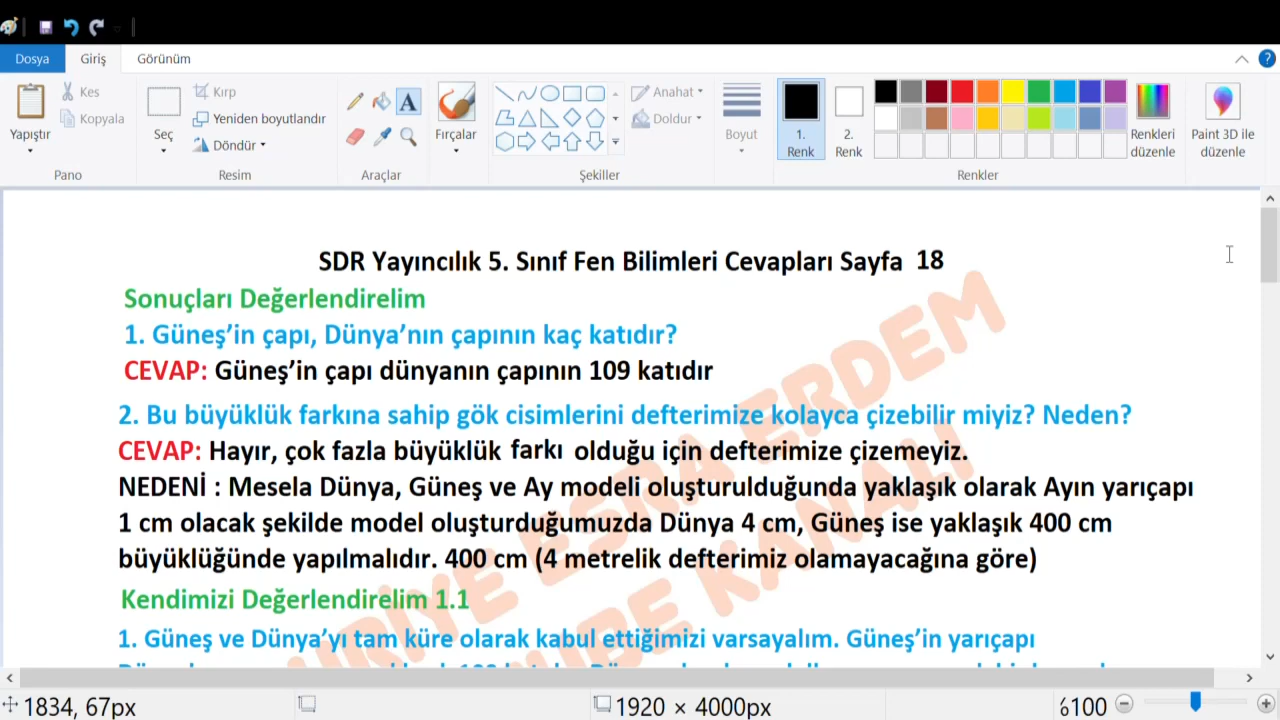 Dosya Giriş Görünüm
Yapıştır
Kes
Kopyala
Pano
Seç
Kırp
Yeniden boyutlandır
Döndür
Resim
A
Araçlar
Fırçalar
Anahat
Doldur
Şekiller
Boyut
1. Renk
2. Renk
Renkleri düzenle
Renkler
Paint 3D ile düzenle
SDR Yayıncılık 5. Sınıf Fen Bilimleri Cevapları Sayfa 18
Sonuçları Değerlendirelim
1. Güneş’in çapı, Dünya’nın çapının kaç katıdır?
CEVAP: Güneş’in çapı dünyanın çapının 109 katıdır
2. Bu büyüklük farkına sahip gök cisimlerini defterimize kolayca çizebilir miyiz? Neden?
CEVAP: Hayır, çok fazla büyüklük farkı olduğu için defterimize çizemeyiz.
NEDENİ : Mesela Dünya, Güneş ve Ay modeli oluşturulduğunda yaklaşık olarak Ayın yarıçapı
1 cm olacak şekilde model oluşturduğumuzda Dünya 4 cm, Güneş ise yaklaşık 400 cm
büyüklüğünde yapılmalıdır. 400 cm (4 metrelik defterimiz olamayacağına göre)
Kendimizi Değerlendirelim 1.1
1. Güneş ve Dünya’yı tam küre olarak kabul ettiğimizi varsayalım. Güneş’in yarıçapı
ESRA ERDEM
KANALI
1834, 67px
1920 × 4000px